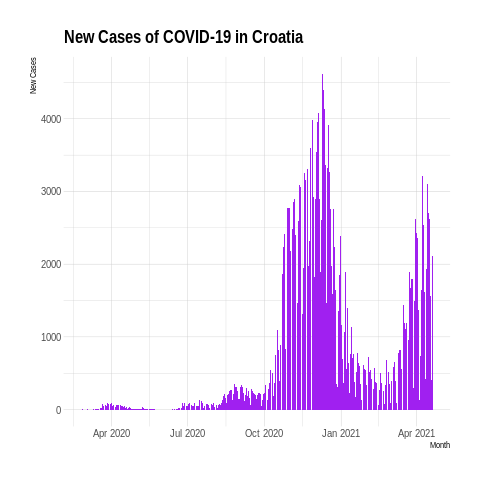 New Cases of COVID-19 in Croatia
New Cases
4000
3000
2000
1000
0
Apr 2020 Jul 2020 Oct 2020 Jan 2021 Apr 2021
Month